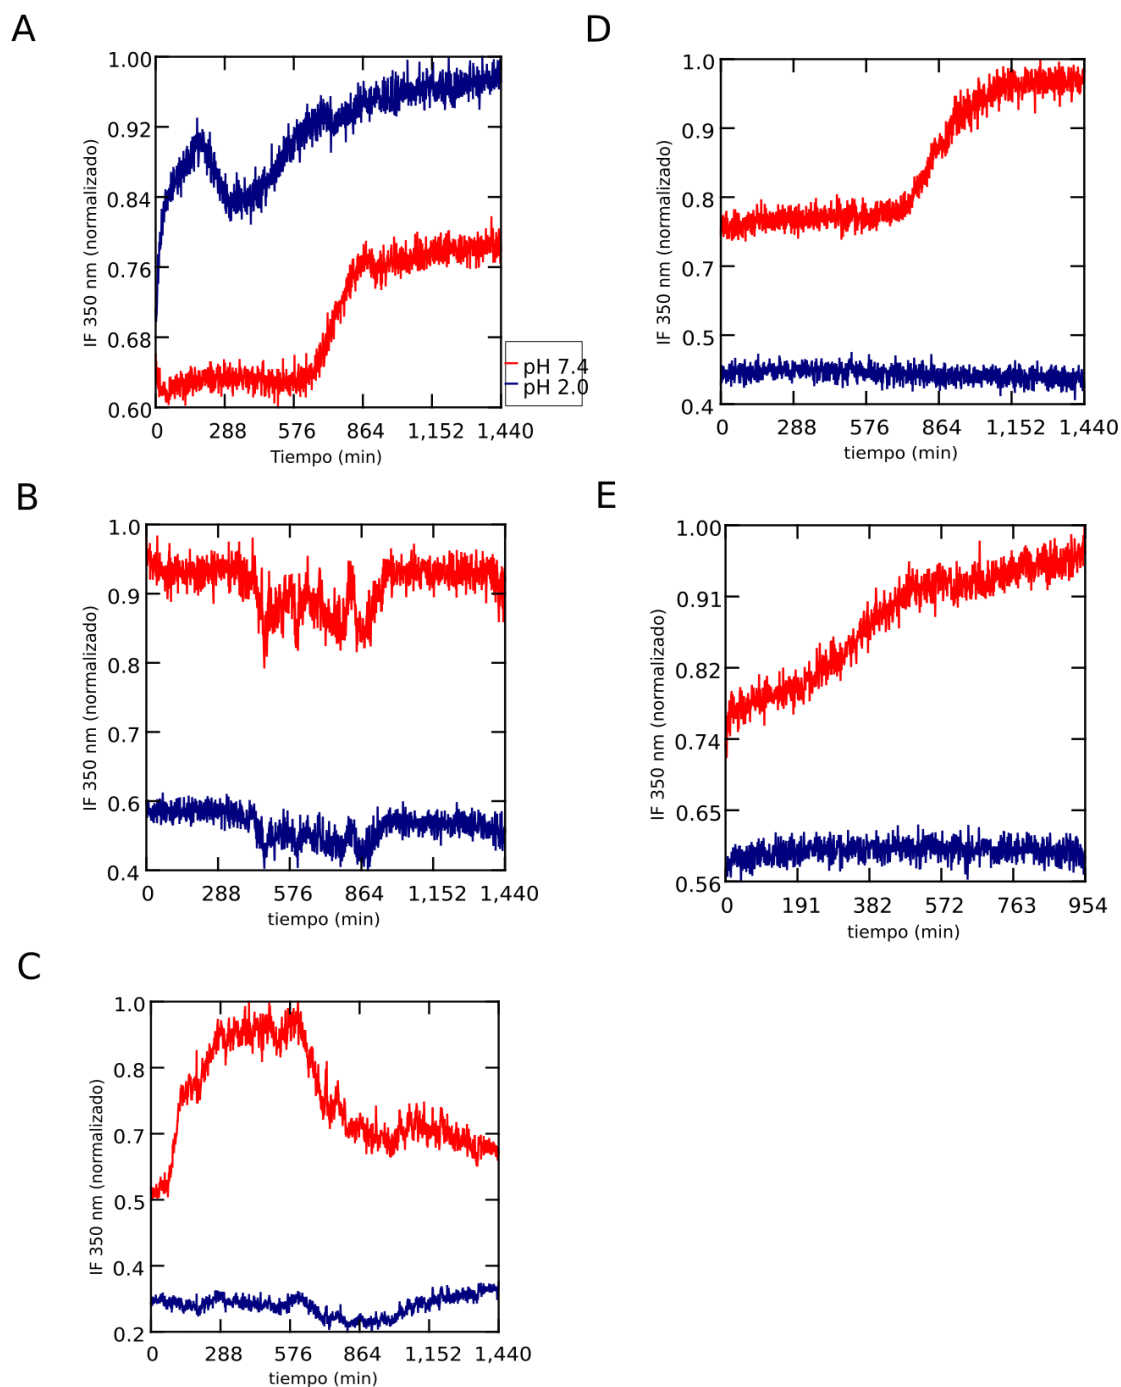 A
IF 350 nm (normalizado)
1.00
0.92
0.84
0.76
0.68
0.60
0 288 576 864 1,152 1,440
Tiempo (min)
pH 7.4
pH 2.0
D
IF 350 nm (normalizado)
1.0
0.9
0.8
0.7
0.5
0.4
0 288 576 864 1,152 1,440
tiempo (min)
B
IF 350 nm (normalizado)
1.0
0.9
0.8
0.7
0.6
0.4
0 288 576 864 1,152 1,440
tiempo (min)
E
IF 350 nm (normalizado)
1.00
0.91
0.82
0.74
0.65
0.56
0 191 382 572 763 954
tiempo (min)
C
IF 350 nm (normalizado)
1.0
0.8
0.7
0.5
0.4
0.2
0 288 576 864 1,152 1,440
tiempo (min)